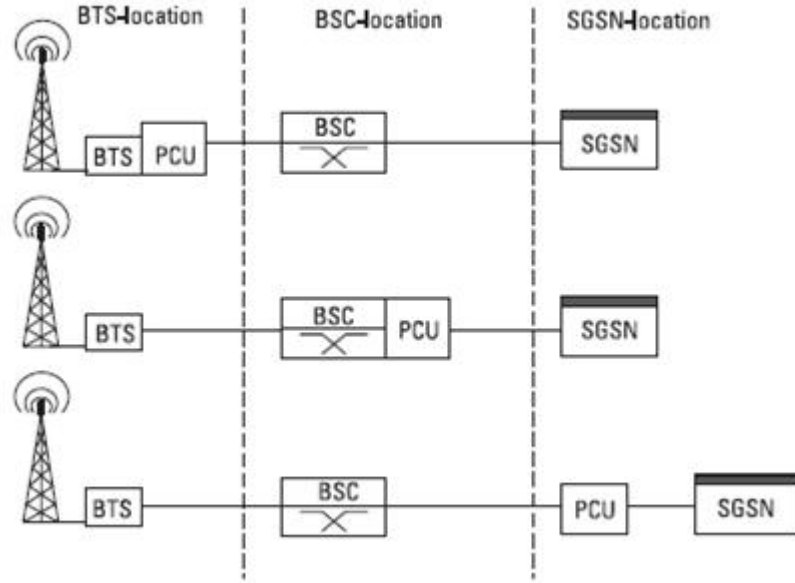 BTS-location BSC-location SGSN-location
BTS PCU BSC SGSN
BTS BSC PCU SGSN
BTS BSC PCU SGSN